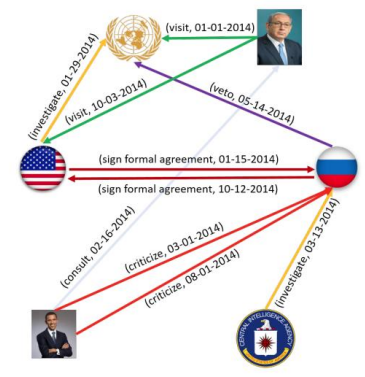 (visit, 01-01-2014)
(investigate, 01-29-2014)
(visit, 10-03-2014)
(veto, 05-14-2014)
(sign formal agreement, 01-15-2014)
(sign formal agreement, 10-12-2014)
(consult, 02-16-2014)
(criticize, 03-01-2014)
(criticize, 08-01-2014)
(investigate, 03-13-2014)
CENTRAL INTELLIGENCE AGENCY